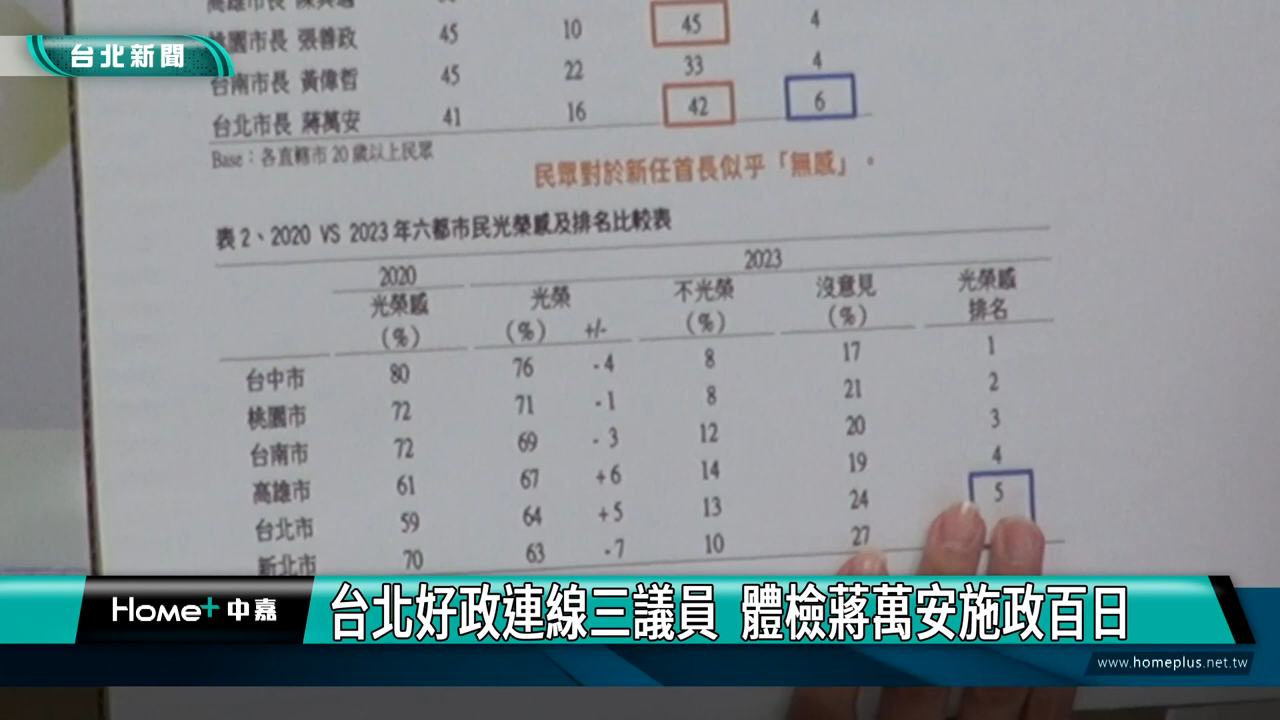 台北新聞
高雄市長 陳其邁
桃園市長 張善政 45 10 45 4
台南市長 黃偉哲 45 22 33 4
台北市長 蔣萬安 41 16 42 6
Base：各直轄市20歲以上民眾
民眾對於新任首長似乎「無感」。
表2、2020 VS 2023年六都市民光榮感及排名比較表
2020 2023
光榮感 光榮 不光榮 沒意見 光榮感
(%) (%) +/- (%) (%) 排名
台中市 80 76 -4 8 17 1
桃園市 72 71 -1 8 21 2
台南市 72 69 -3 12 20 3
高雄市 61 67 +6 14 19 4
台北市 59 64 +5 13 24 5
新北市 70 63 -7 10 27
Home+中嘉
台北好政連線三議員 體檢蔣萬安施政百日
www.homeplus.net.tw